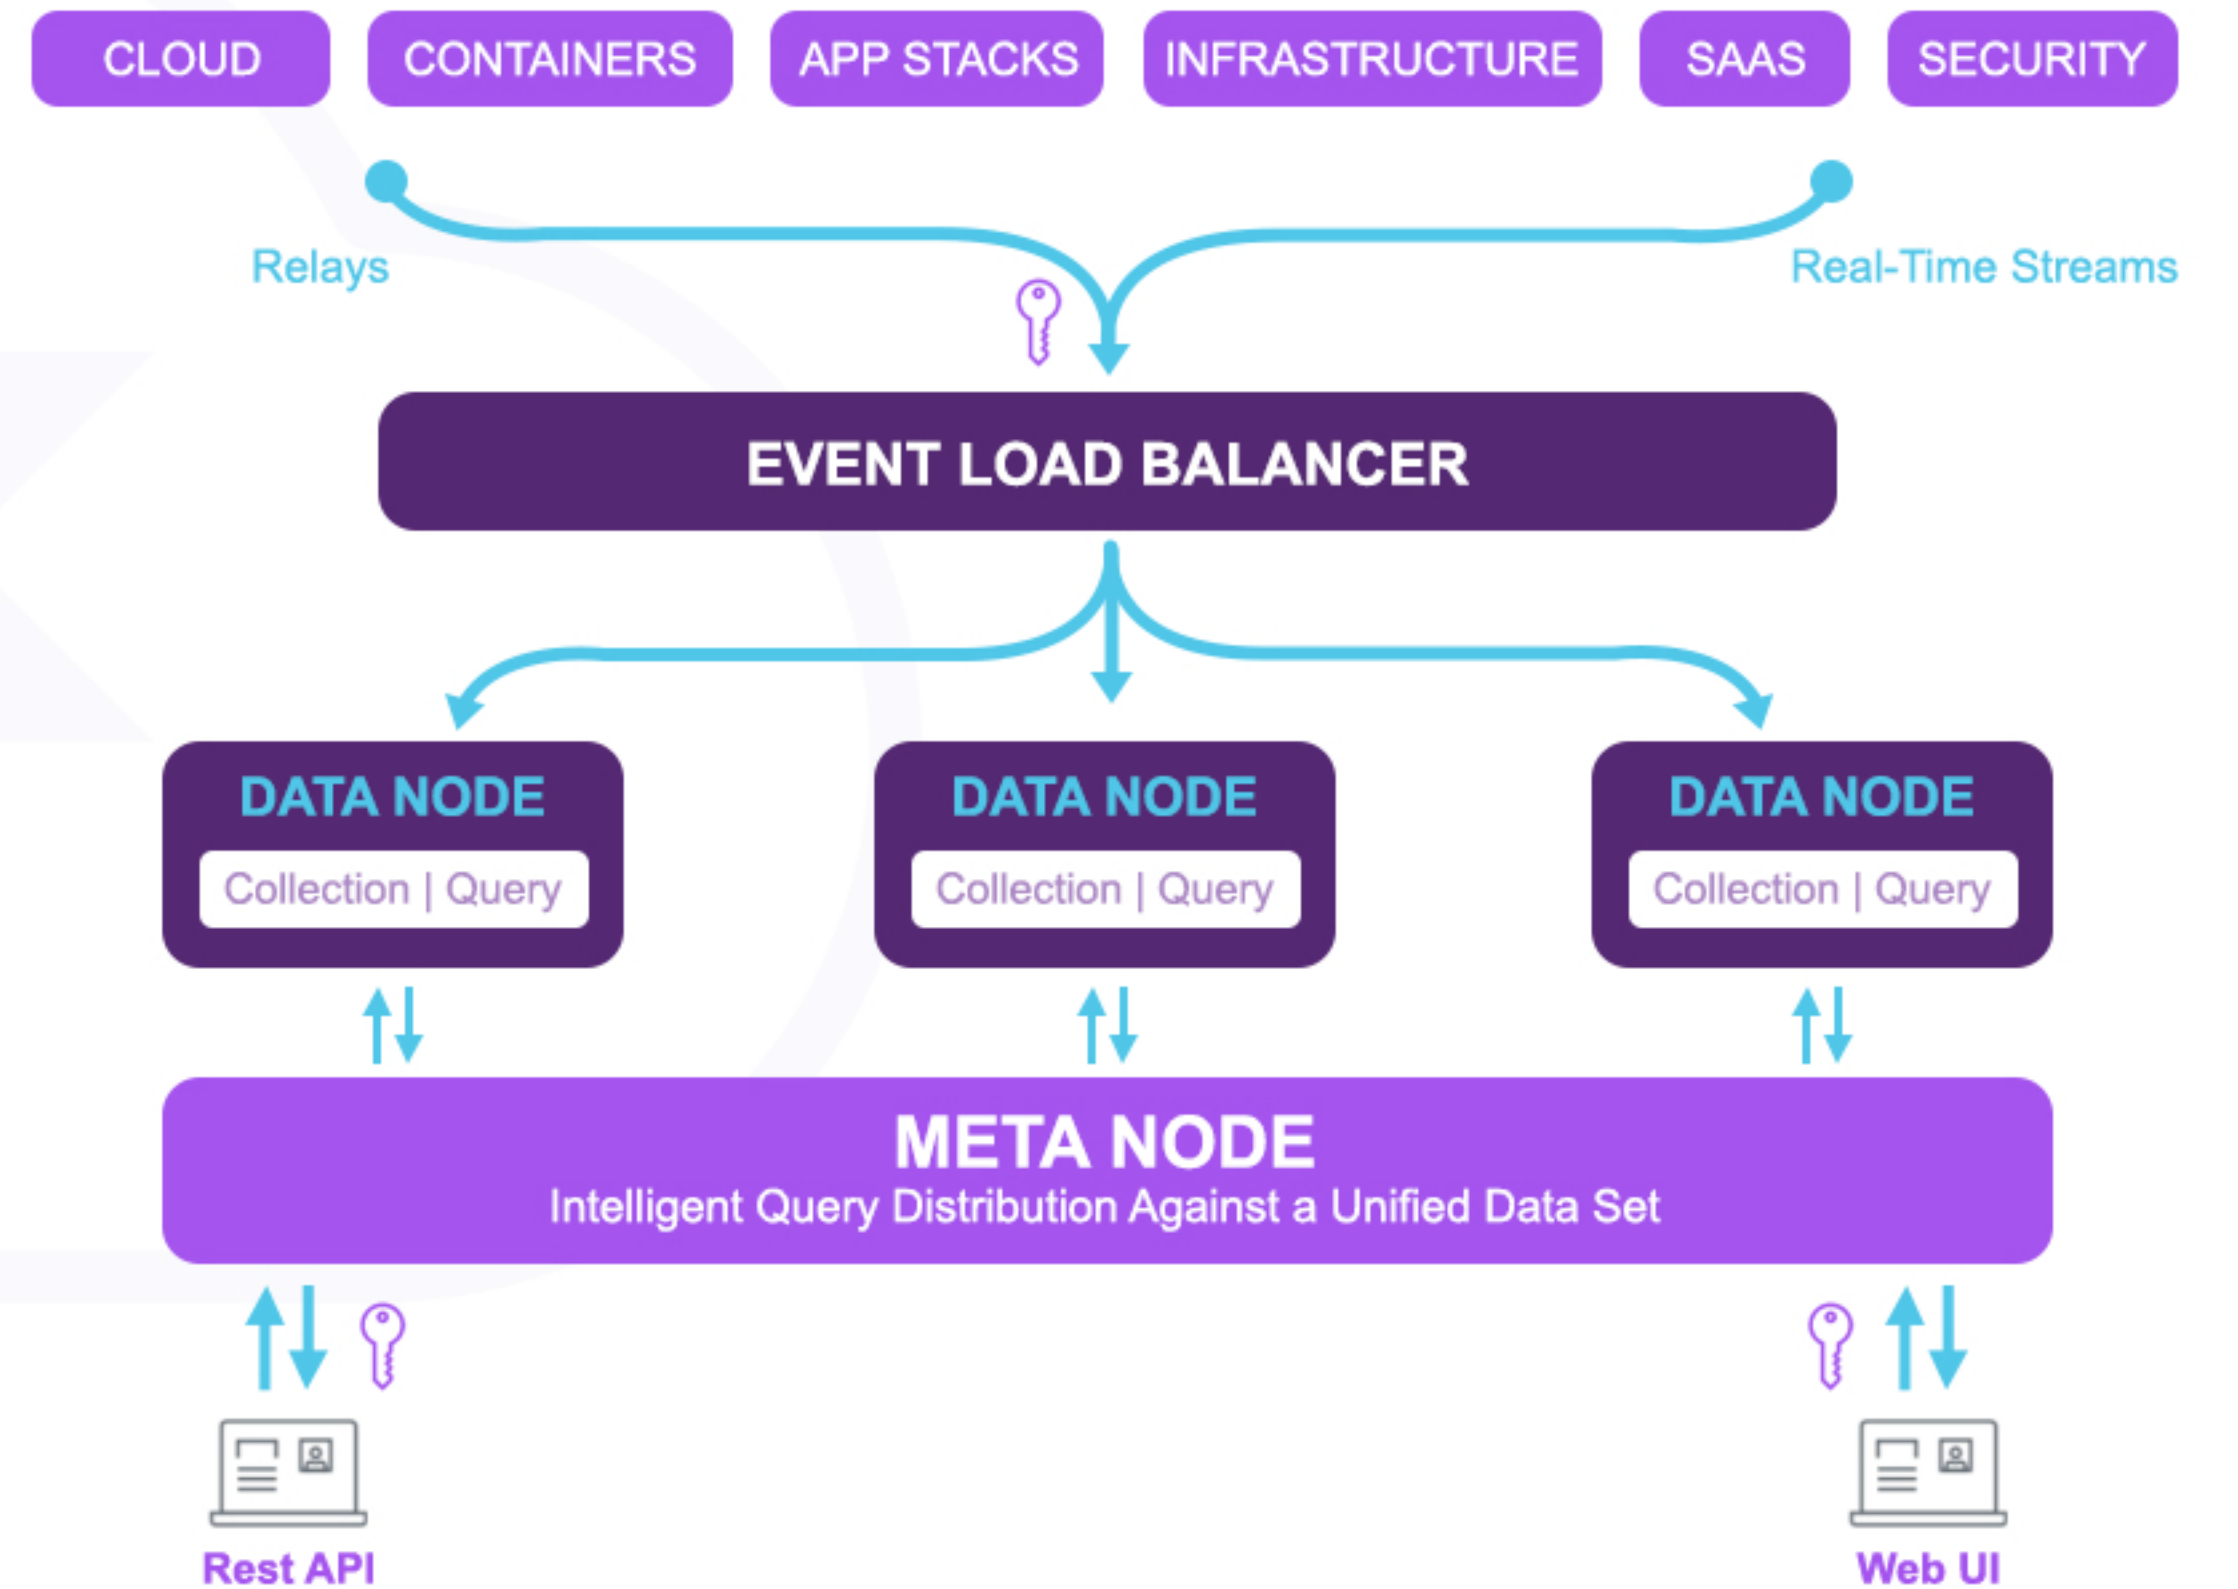 CLOUD
CONTAINERS
APP STACKS
INFRASTRUCTURE
SAAS
SECURITY
Relays
Real-Time Streams
EVENT LOAD BALANCER
DATA NODE
Collection | Query
DATA NODE
Collection | Query
DATA NODE
Collection | Query
META NODE
Intelligent Query Distribution Against a Unified Data Set
Rest API
Web UI